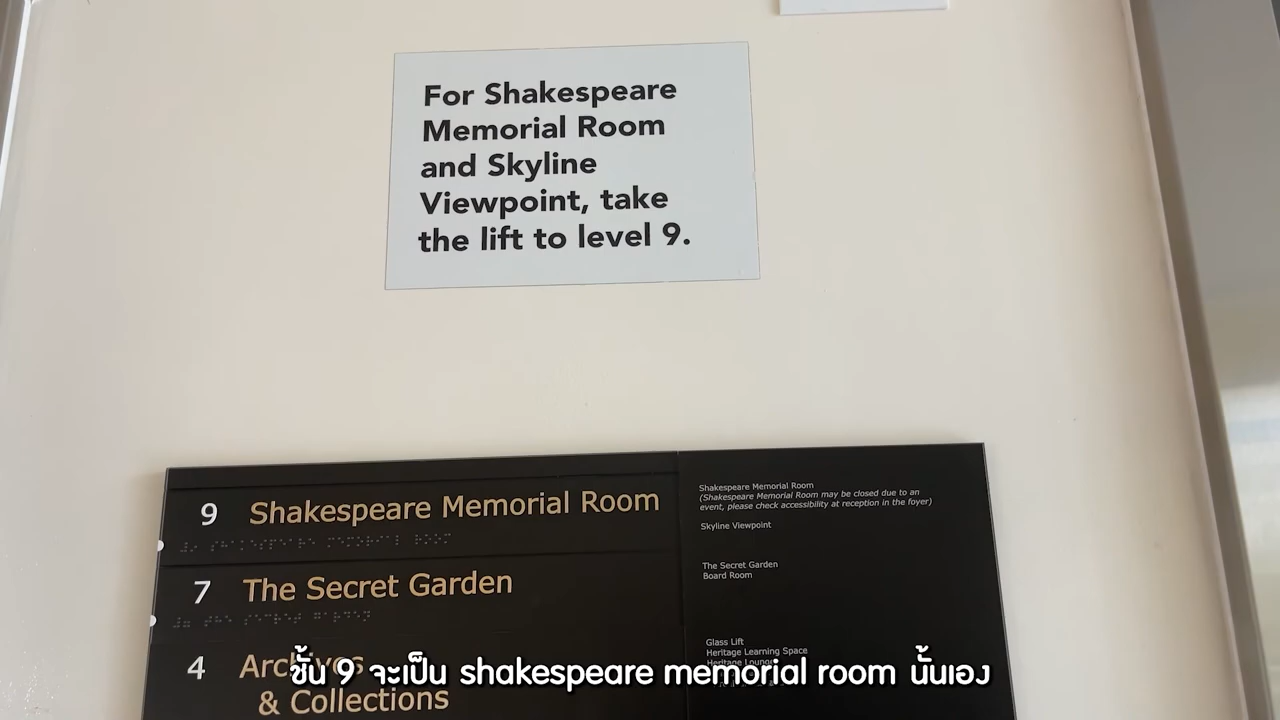 For Shakespeare
Memorial Room
and Skyline
Viewpoint, take
the lift to level 9.
9 Shakespeare Memorial Room
Shakespeare Memorial Room
(Shakespeare Memorial Room may be closed due to an
event, please check accessibility at reception in the foyer)
Skyline Viewpoint
7 The Secret Garden
The Secret Garden
Board Room
4 Archives
& Collections
Glass Lift
Heritage Learning Space
Heritage Lounge
ชั้น 9 จะเป็น shakespeare memorial room นั้นเอง